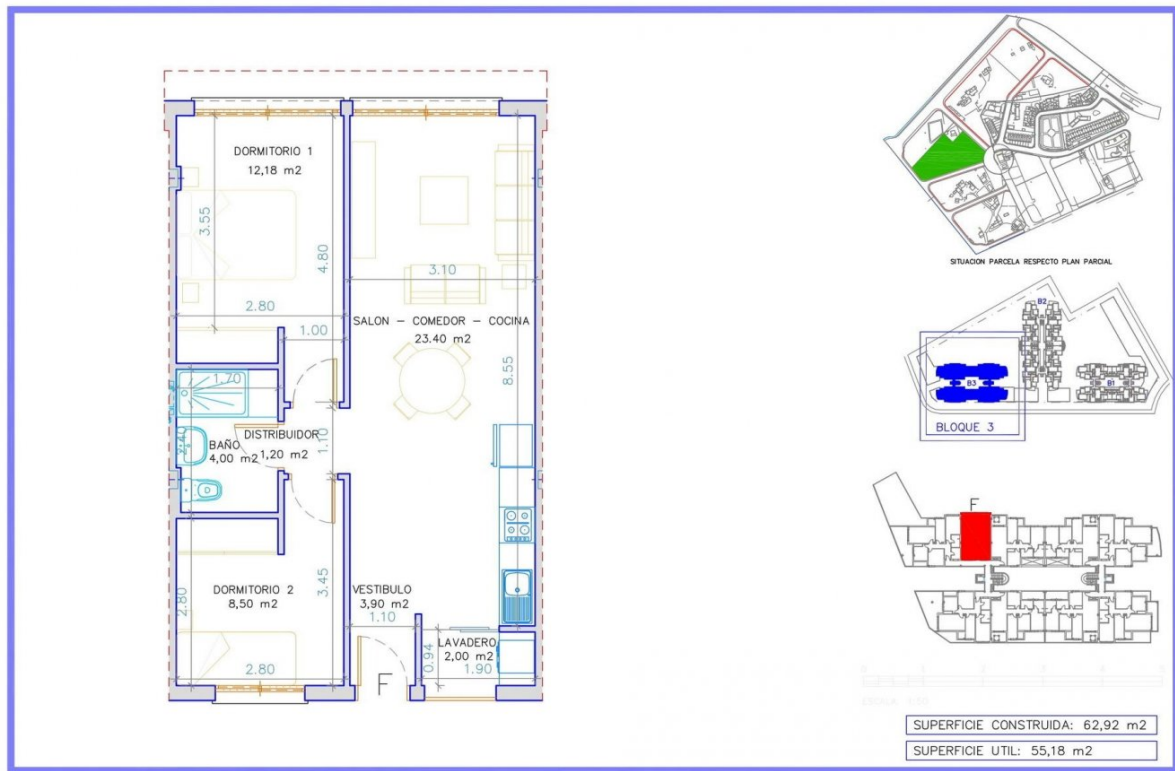 DORMITORIO 1
12,18 m2
3.55
4.80
2.80
1.00
3.10
SALON – COMEDOR – COCINA
23.40 m2
8.55
1.70
DISTRIBUIDOR
1,20 m2
BAÑO
4,00 m2
2.40
1.10
DORMITORIO 2
8,50 m2
2.80
3.45
2.80
VESTIBULO
3,90 m2
1.10
LAVADERO
2,00 m2
0.94
1.90
F
SITUACION PARCELA RESPECTO PLAN PARCIAL
B2
B3
B1
BLOQUE 3
F
SUPERFICIE CONSTRUIDA: 62,92 m2
SUPERFICIE UTIL: 55,18 m2